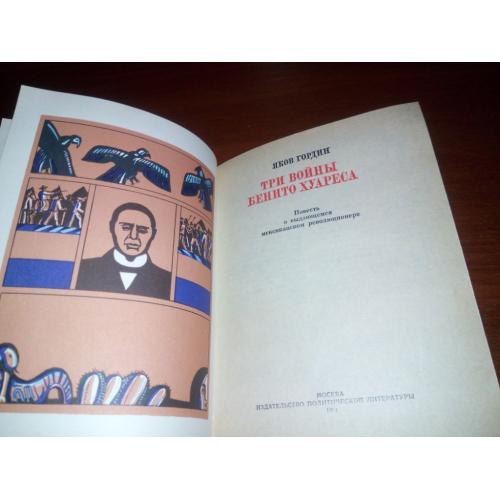 ЯКОВ ГОРДИН
ТРИ ВОЙНЫ
БЕНИТО ХУАРЕСА
Повесть
о выдающемся
мексиканском революционере
МОСКВА
ИЗДАТЕЛЬСТВО ПОЛИТИЧЕСКОЙ ЛИТЕРАТУРЫ